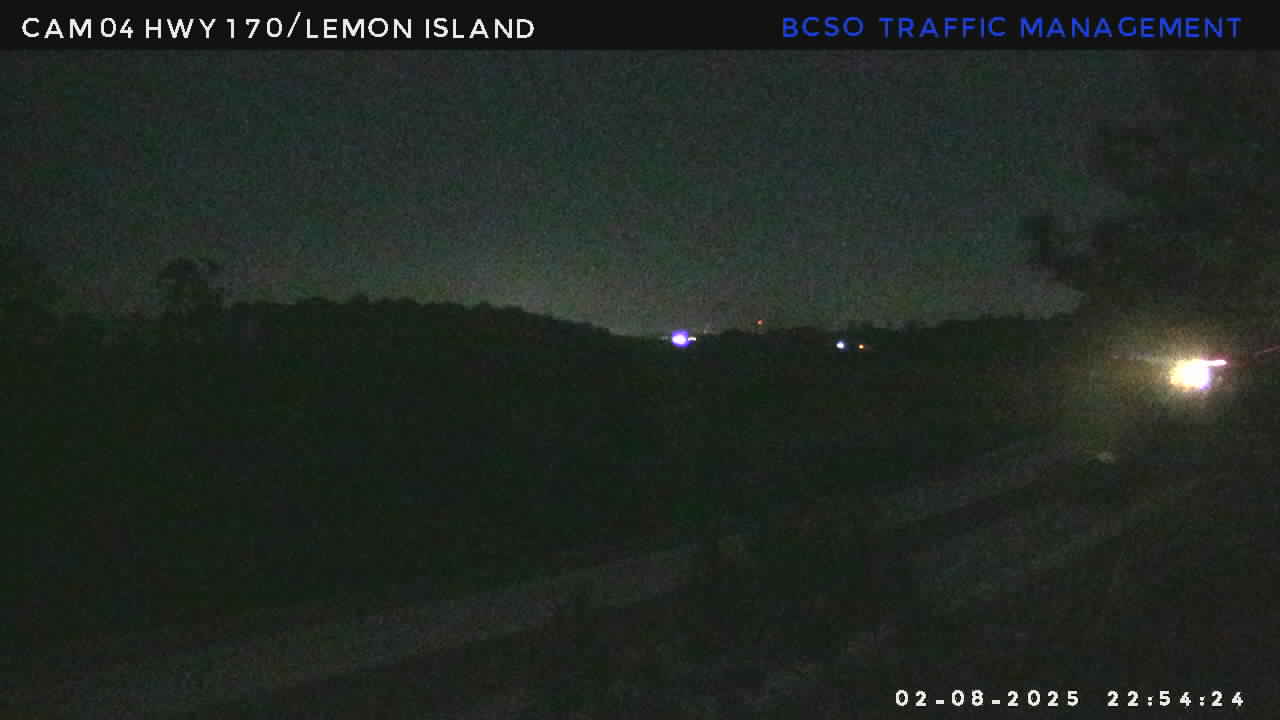 CAM04 HWY 170/LEMON ISLAND
BCSO TRAFFIC MANAGEMENT
02-08-2025 22:54:24